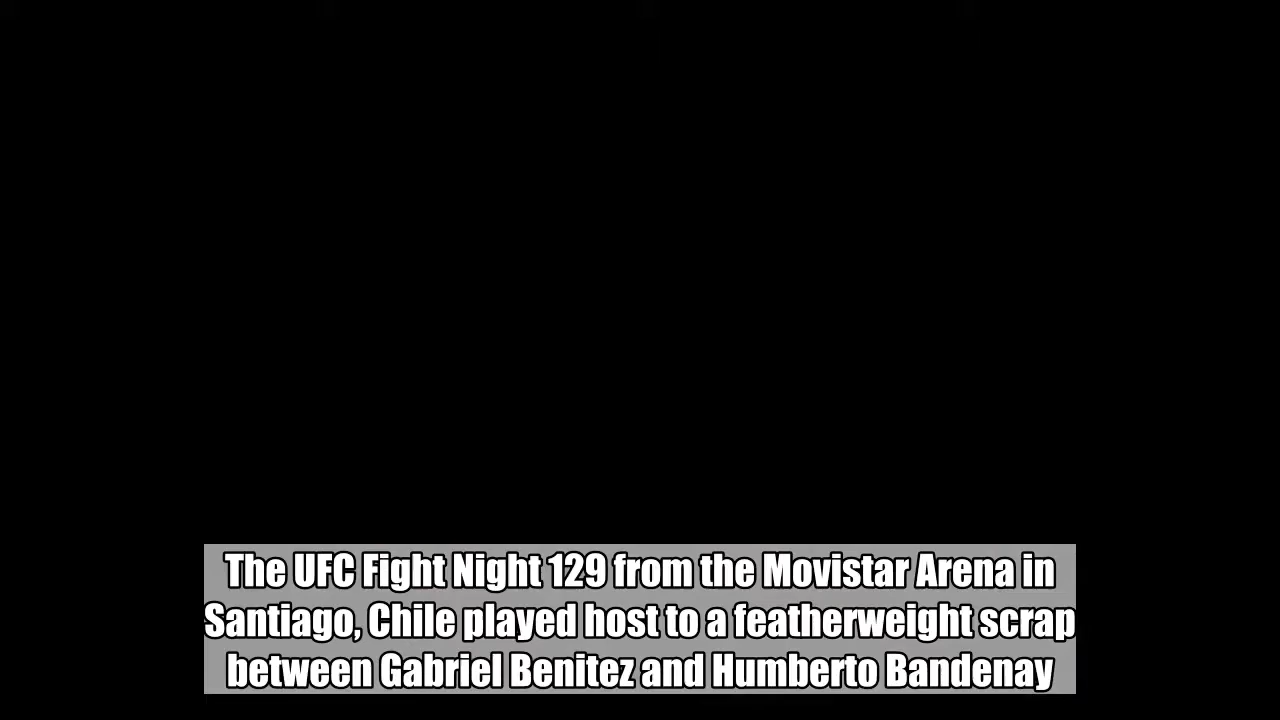 The UFC Fight Night 129 from the Movistar Arena in
Santiago, Chile played host to a featherweight scrap
between Gabriel Benitez and Humberto Bandenay